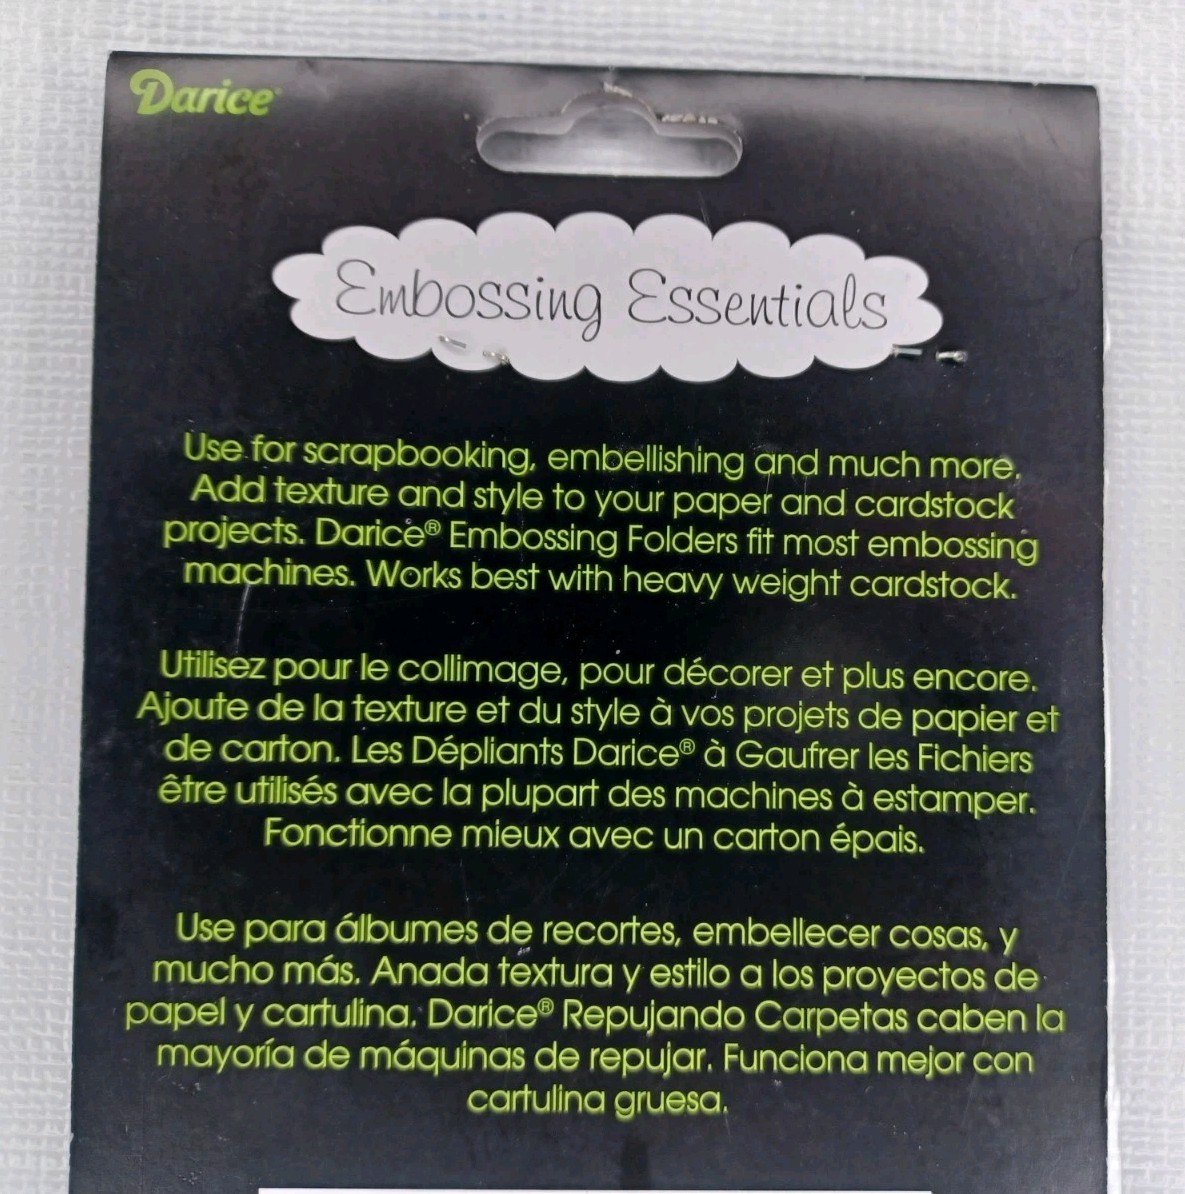 Darice®
Embossing Essentials
Use for scrapbooking, embellishing and much more.
Add texture and style to your paper and cardstock
projects. Darice® Embossing Folders fit most embossing
machines. Works best with heavy weight cardstock.
Utilisez pour le collimage, pour décorer et plus encore.
Ajoute de la texture et du style à vos projets de papier et
de carton. Les Dépliants Darice® à Gaufrer les Fichiers
être utilisés avec la plupart des machines à estamper.
Fonctionne mieux avec un carton épais.
Use para álbumes de recortes, embellecer cosas, y
mucho más. Anada textura y estilo a los proyectos de
papel y cartulina. Darice® Repujando Carpetas caben la
mayoría de máquinas de repujar. Funciona mejor con
cartulina gruesa.